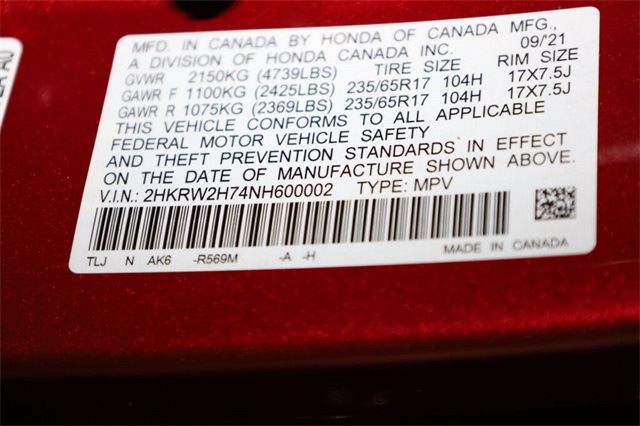 MFD. IN CANADA BY HONDA OF CANADA MFG.,
A DIVISION OF HONDA CANADA INC. 09/'21
GVWR 2150KG (4739LBS) TIRE SIZE RIM SIZE
GAWR F 1100KG (2425LBS) 235/65R17 104H 17X7.5J
GAWR R 1075KG (2369LBS) 235/65R17 104H 17X7.5J
THIS VEHICLE CONFORMS TO ALL APPLICABLE
FEDERAL MOTOR VEHICLE SAFETY
AND THEFT PREVENTION STANDARDS IN EFFECT
ON THE DATE OF MANUFACTURE SHOWN ABOVE.
V.I.N.: 2HKRW2H74NH600002 TYPE: MPV
TLJ N AK6 -R569M -A -H MADE IN CANADA